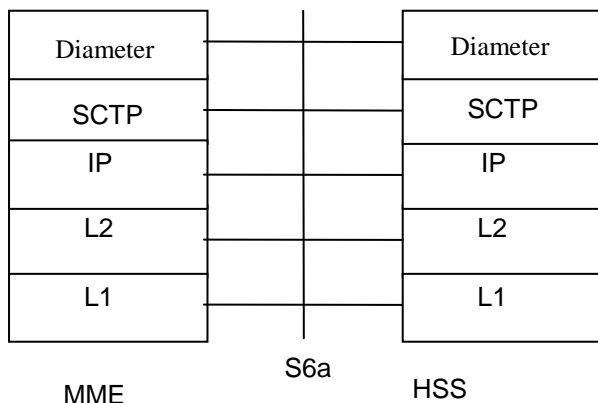 Diameter Diameter
SCTP SCTP
IP IP
L2 L2
L1 L1
S6a
MME HSS